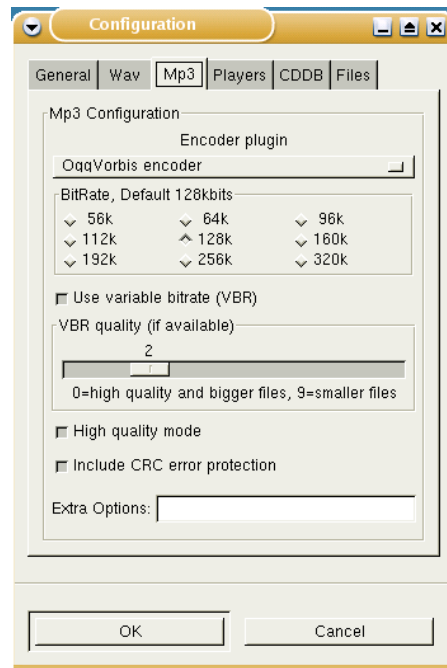 Configuration
General Wav Mp3 Players CDDB Files
Mp3 Configuration
Encoder plugin
OggVorbis encoder
BitRate, Default 128kbits
56k 64k 96k
112k 128k 160k
192k 256k 320k
Use variable bitrate (VBR)
VBR quality (if available)
2
0=high quality and bigger files, 9=smaller files
High quality mode
Include CRC error protection
Extra Options:
OK Cancel